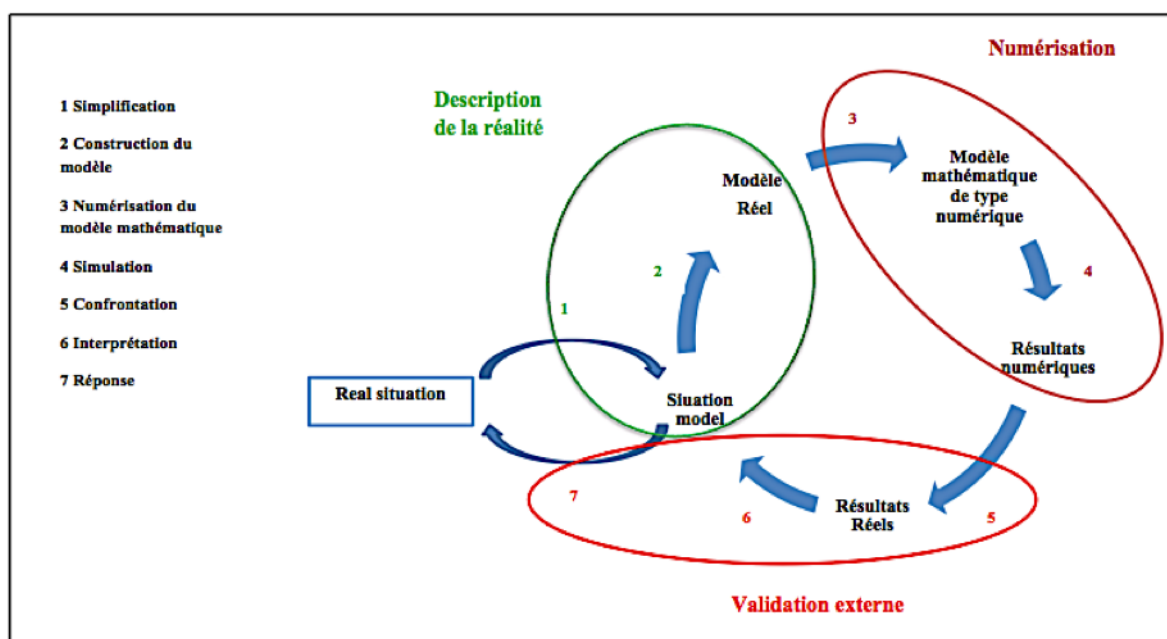 Numérisation
1 Simplification
2 Construction du
modèle
3 Numérisation du
modèle mathématique
4 Simulation
5 Confrontation
6 Interprétation
7 Réponse
Description
de la réalité
3
Modèle
mathématique
de type
numérique
Modèle
Réel
2
4
1
Résultats
numériques
Real situation
Siuation
model
7
6
Résultats
Réels
5
Validation externe